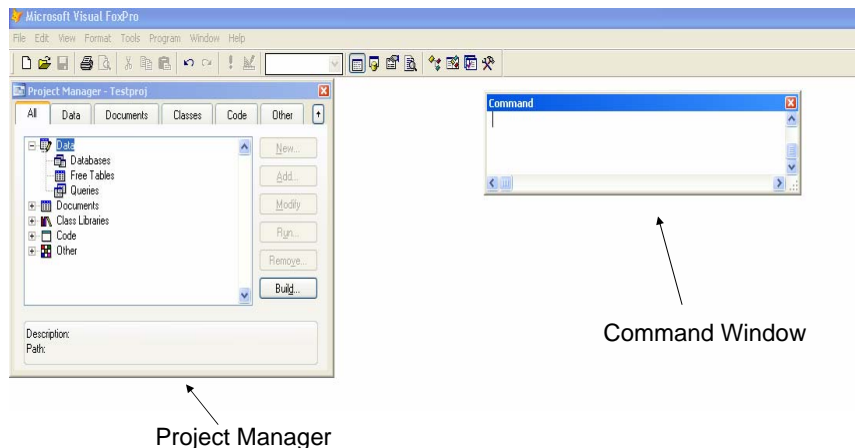 Microsoft Visual FoxPro
File Edit View Format Tools Program Window Help
Project Manager - Testproj
All Data Documents Classes Code Other
Data
Databases
Free Tables
Queries
Documents
Class Libraries
Code
Other
New...
Add...
Modify
Run...
Remove...
Build...
Description:
Path:
Command
Command Window
Project Manager